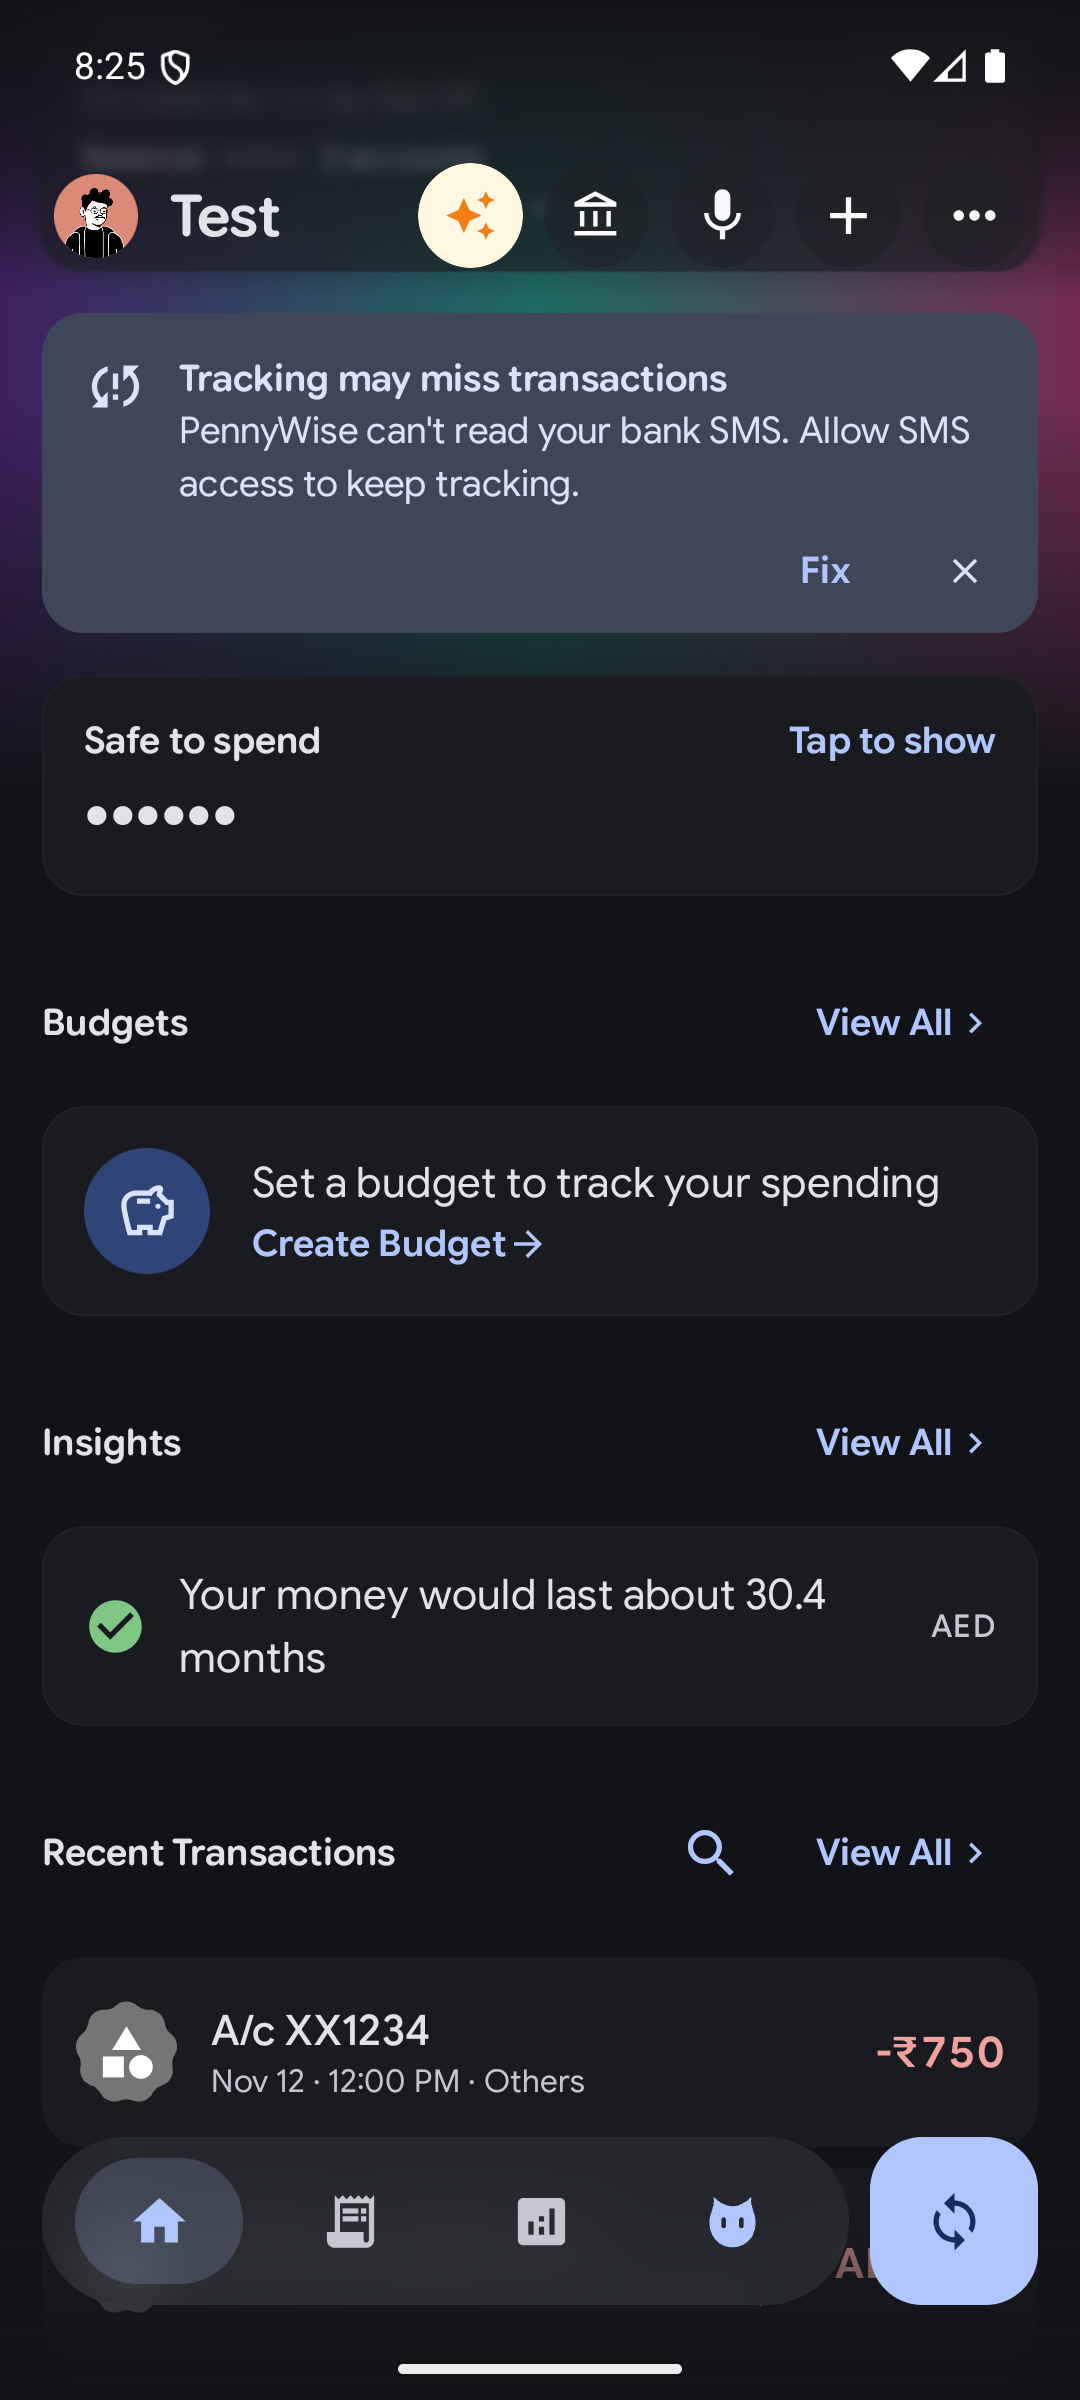 8:25
Test
Tracking may miss transactions
PennyWise can't read your bank SMS. Allow SMS
access to keep tracking.
Fix
Safe to spend
Tap to show
••••••
Budgets
View All
Set a budget to track your spending
Create Budget
Insights
View All
Your money would last about 30.4
months
AED
Recent Transactions
View All
A/c XX1234
-₹750
Nov 12 · 12:00 PM · Others